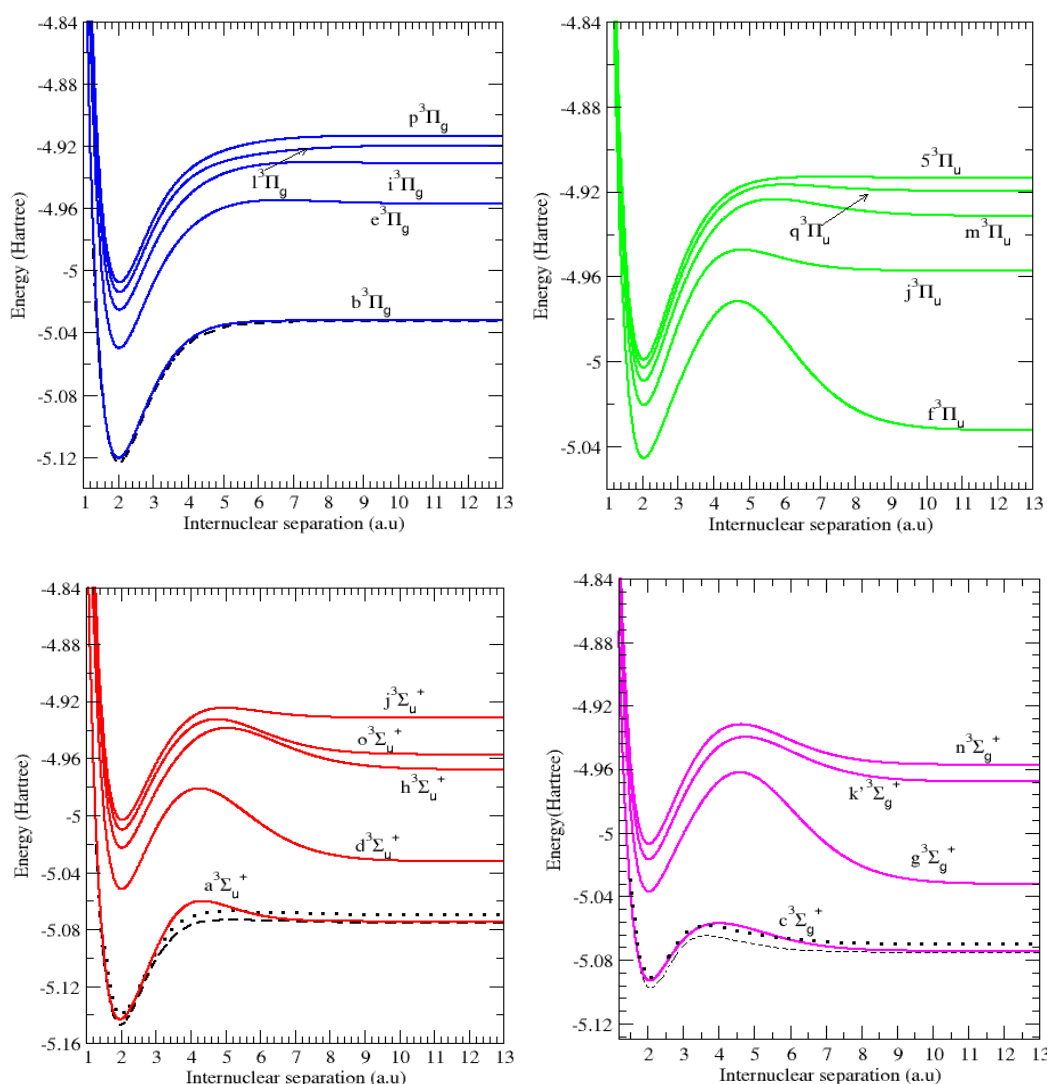 -4.84
-4.88
-4.92
-4.96
-5
-5.04
-5.08
-5.12
Energy (Hartree)
p³Π_g
l³Π_g
i³Π_g
e³Π_g
b³Π_g
1 2 3 4 5 6 7 8 9 10 11 12 13
Internuclear separation (a.u)
-4.84
-4.88
-4.92
-4.96
-5
-5.04
Energy (Hartree)
5³Π_u
q³Π_u
m³Π_u
j³Π_u
f³Π_u
1 2 3 4 5 6 7 8 9 10 11 12 13
Internuclear separation (a.u)
-4.84
-4.88
-4.92
-4.96
-5
-5.04
-5.08
-5.12
-5.16
Energy (Hartree)
j³Σ_u⁺
o³Σ_u⁺
h³Σ_u⁺
d³Σ_u⁺
a³Σ_u⁺
1 2 3 4 5 6 7 8 9 10 11 12 13
Internuclear separation (a.u)
-4.84
-4.88
-4.92
-4.96
-5
-5.04
-5.08
-5.12
Energy(Hartree)
n³Σ_g⁺
k'³Σ_g⁺
g³Σ_g⁺
c³Σ_g⁺
2 3 4 5 6 7 8 9 10 11 12 13
Internuclear separation (a.u)